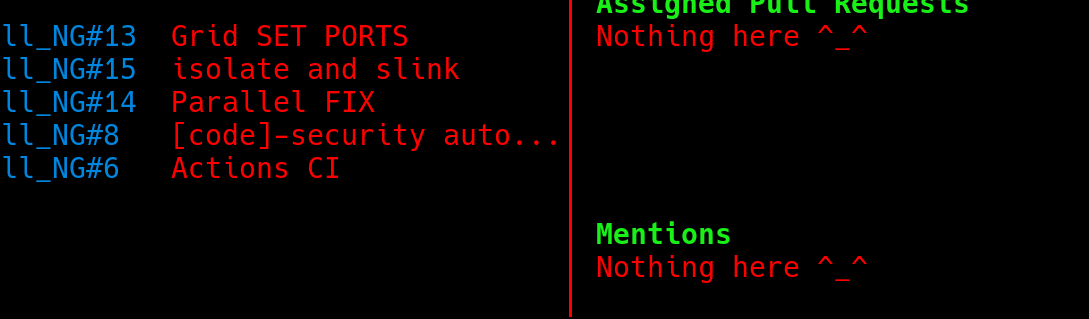 ll_NG#13 Grid SET PORTS
ll_NG#15 isolate and slink
ll_NG#14 Parallel FIX
ll_NG#8 [code]-security auto...
ll_NG#6 Actions CI
Assigned Pull Requests
Nothing here ^_^
Mentions
Nothing here ^_^